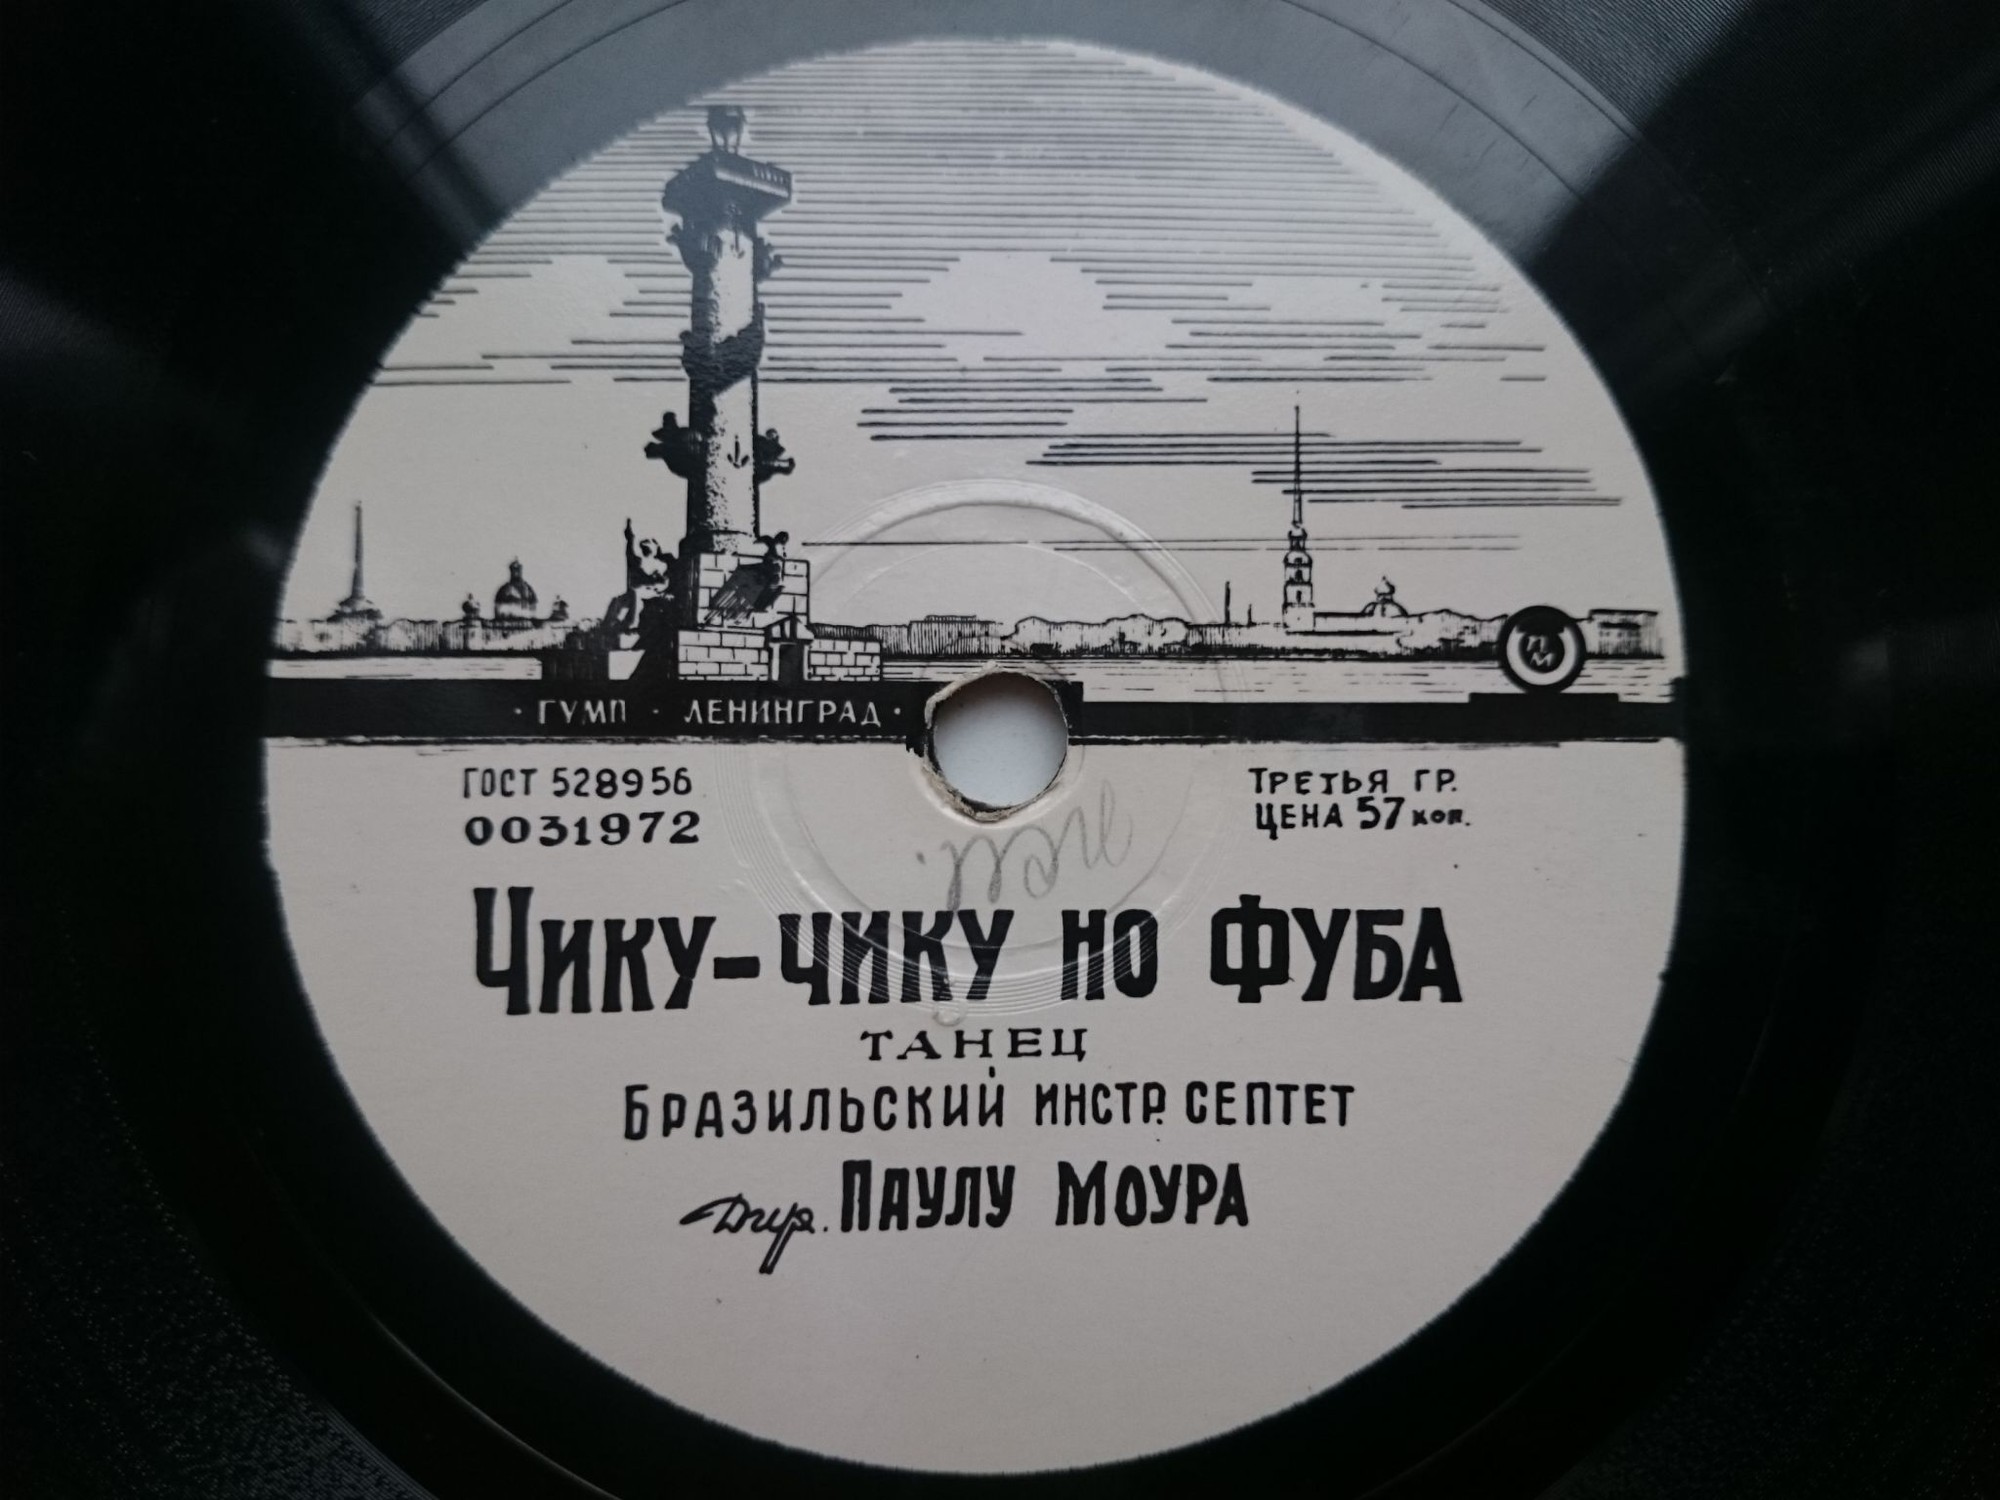 ПМ
· ГУМП · ЛЕНИНГРАД ·
ГОСТ 528956
0031972
ТРЕТЬЯ ГР.
ЦЕНА 57 коп.
ЧИКУ-ЧИКУ НО ФУБА
ТАНЕЦ
БРАЗИЛЬСКИЙ ИНСТР. СЕПТЕТ
Дир. ПАУЛУ МОУРА